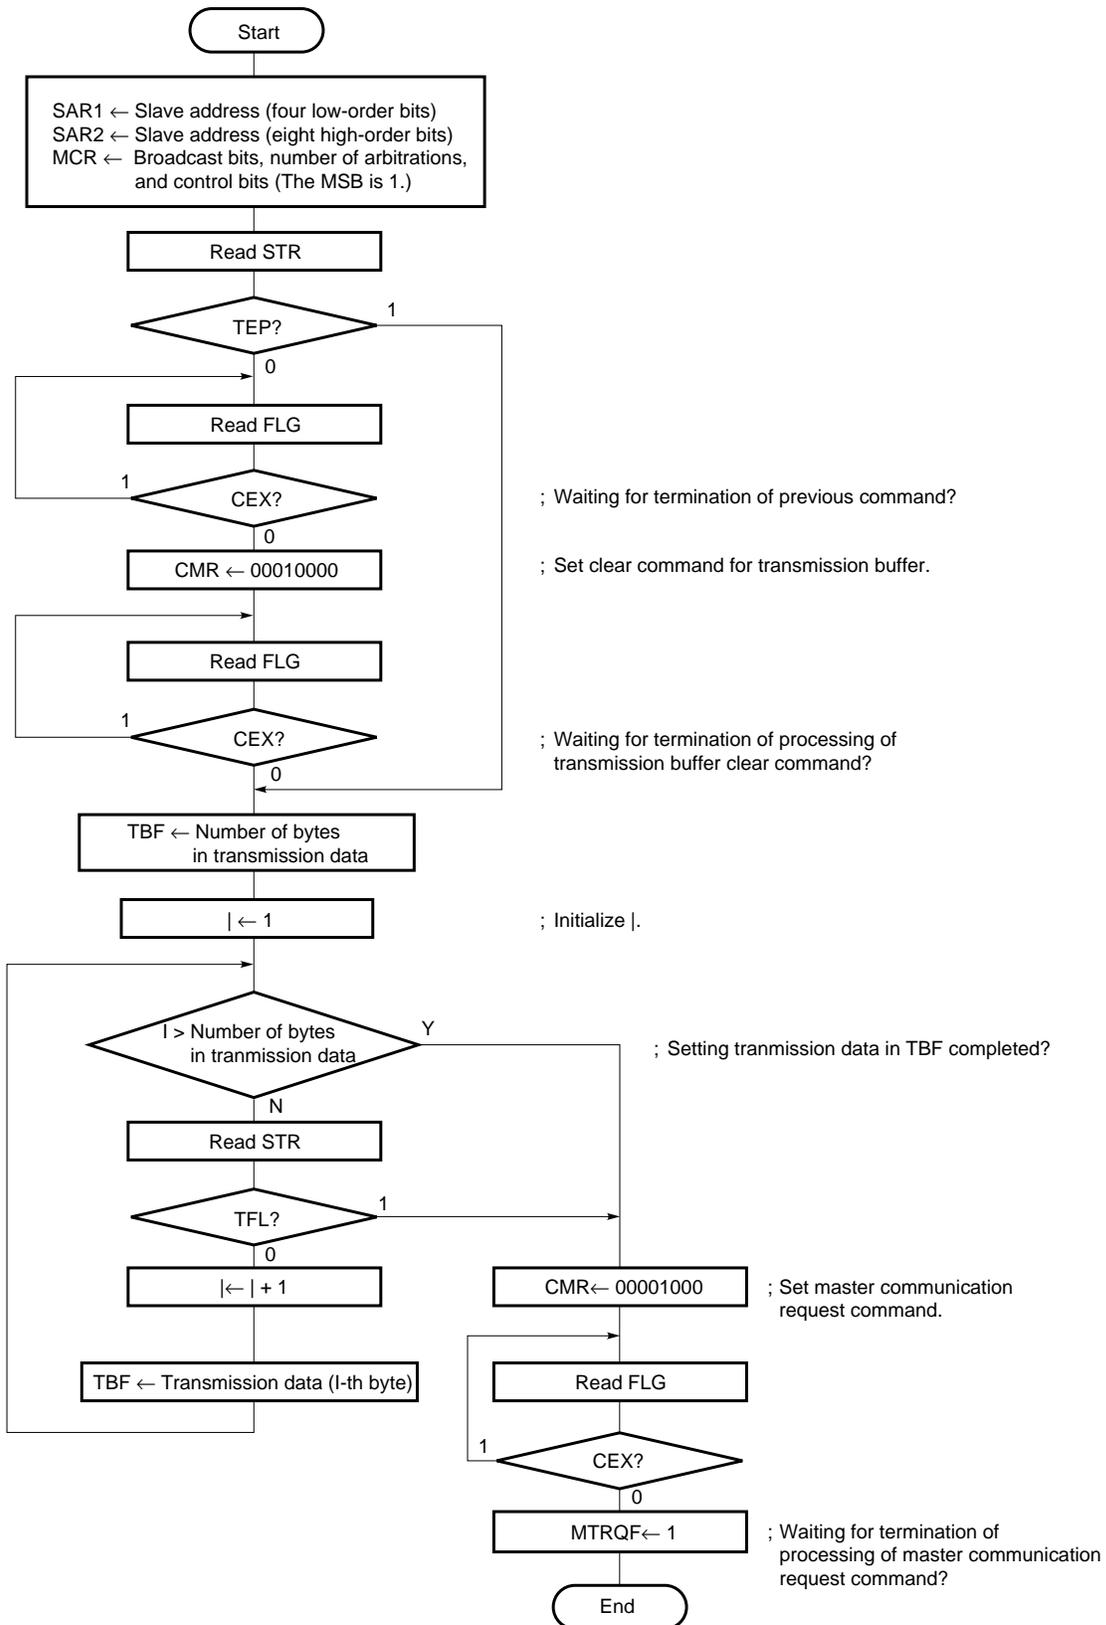 Start
SAR1 ← Slave address (four low-order bits)
SAR2 ← Slave address (eight high-order bits)
MCR ← Broadcast bits, number of arbitrations,
and control bits (The MSB is 1.)
Read STR
TEP?
1
0
Read FLG
CEX?
1
; Waiting for termination of previous command?
0
CMR ← 00010000
; Set clear command for transmission buffer.
Read FLG
1
CEX?
; Waiting for termination of processing of
transmission buffer clear command?
0
TBF ← Number of bytes
in transmission data
| ← 1
; Initialize |.
I > Number of bytes
in tranmission data
Y
; Setting tranmission data in TBF completed?
N
Read STR
TFL?
1
0
|← | + 1
CMR← 00001000
; Set master communication
request command.
TBF ← Transmission data (I-th byte)
Read FLG
1
CEX?
0
MTRQF← 1
; Waiting for termination of
processing of master communication
request command?
End